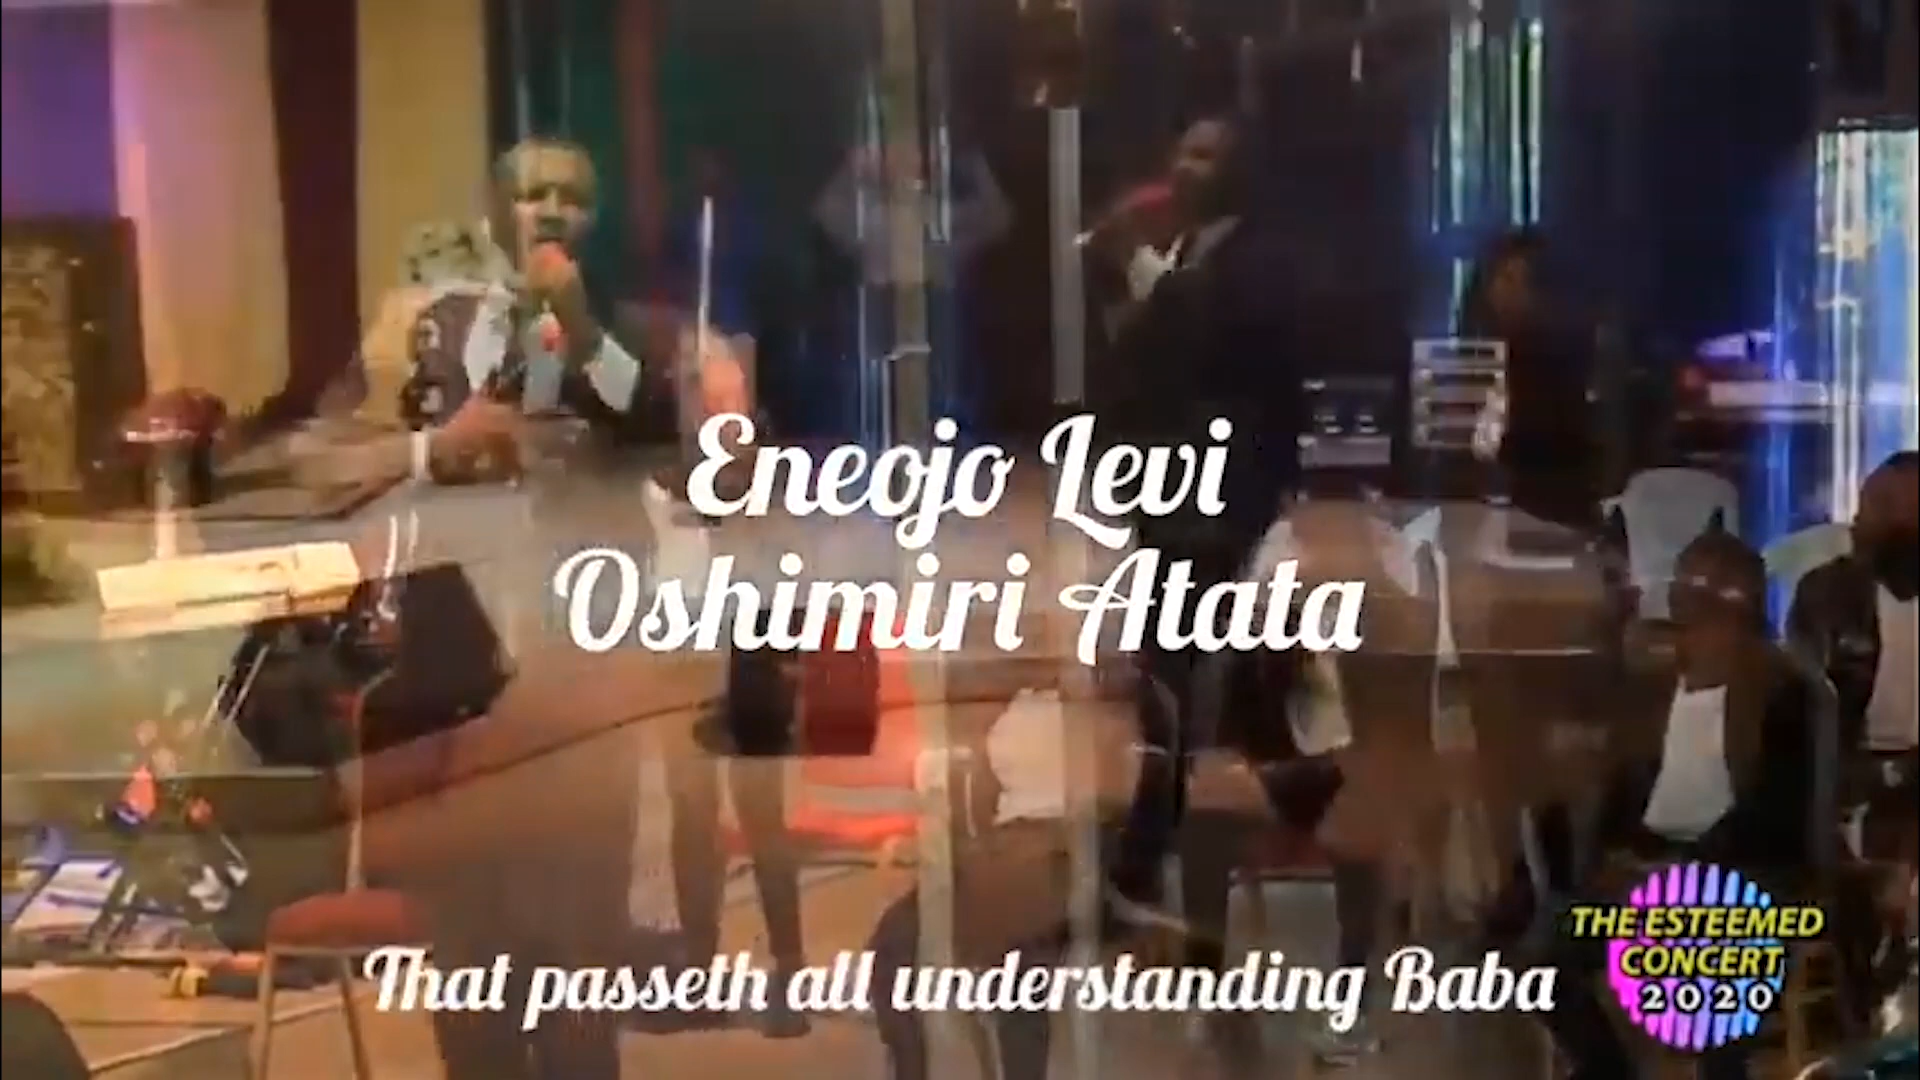 Eneojo Levi
Oshimiri Atata
That passeth all understanding Baba
THE ESTEEMED
CONCERT
2020